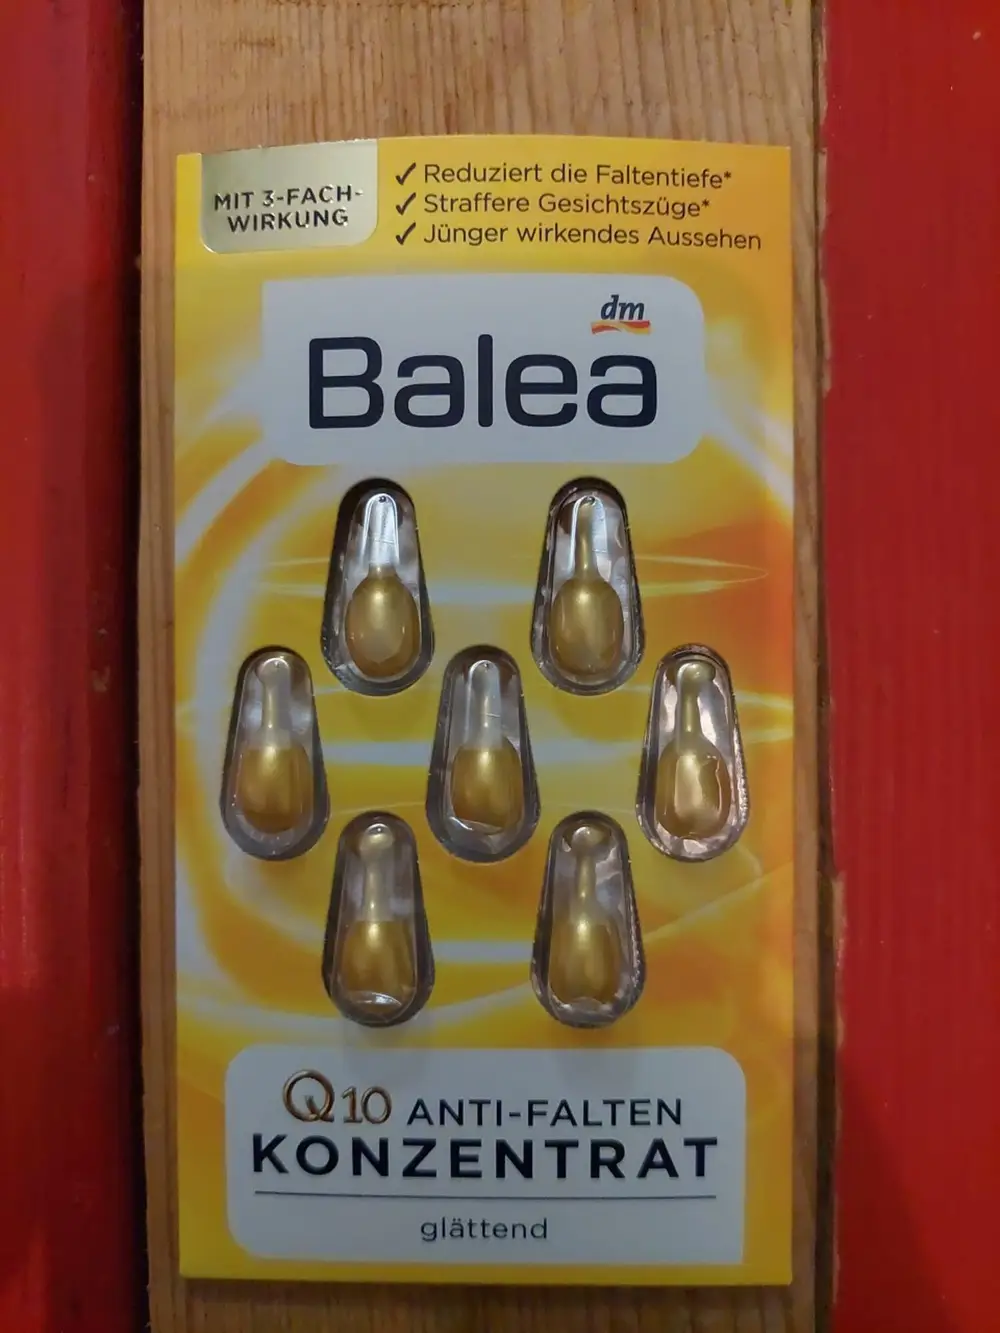 MIT 3-FACH-
WIRKUNG
✓ Reduziert die Faltentiefe*
✓ Straffere Gesichtszüge*
✓ Jünger wirkendes Aussehen
dm
Balea
Q10 ANTI-FALTEN
KONZENTRAT
glättend